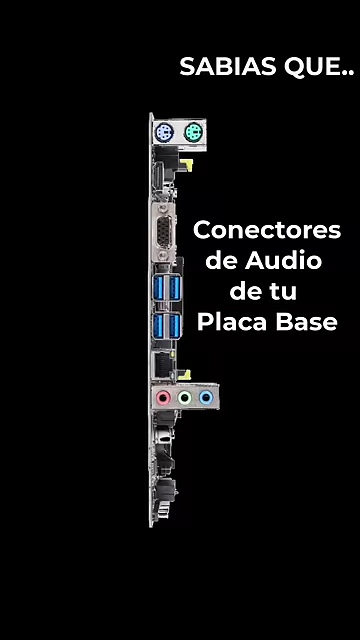 SABIAS QUE..
Conectores
de Audio
de tu
Placa Base